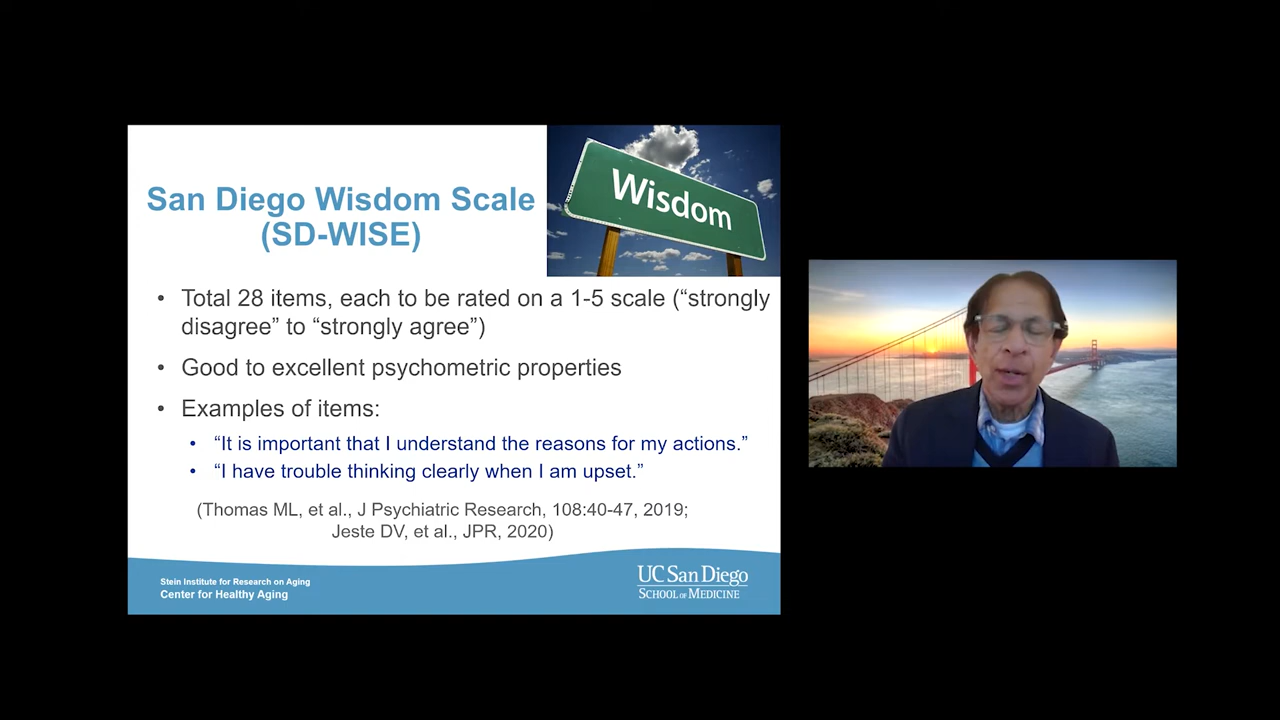 San Diego Wisdom Scale
(SD-WISE)
Wisdom
• Total 28 items, each to be rated on a 1-5 scale (“strongly
disagree” to “strongly agree”)
• Good to excellent psychometric properties
• Examples of items:
• “It is important that I understand the reasons for my actions.”
• “I have trouble thinking clearly when I am upset.”
(Thomas ML, et al., J Psychiatric Research, 108:40-47, 2019;
Jeste DV, et al., JPR, 2020)
Stein Institute for Research on Aging
Center for Healthy Aging
UC San Diego
SCHOOL OF MEDICINE